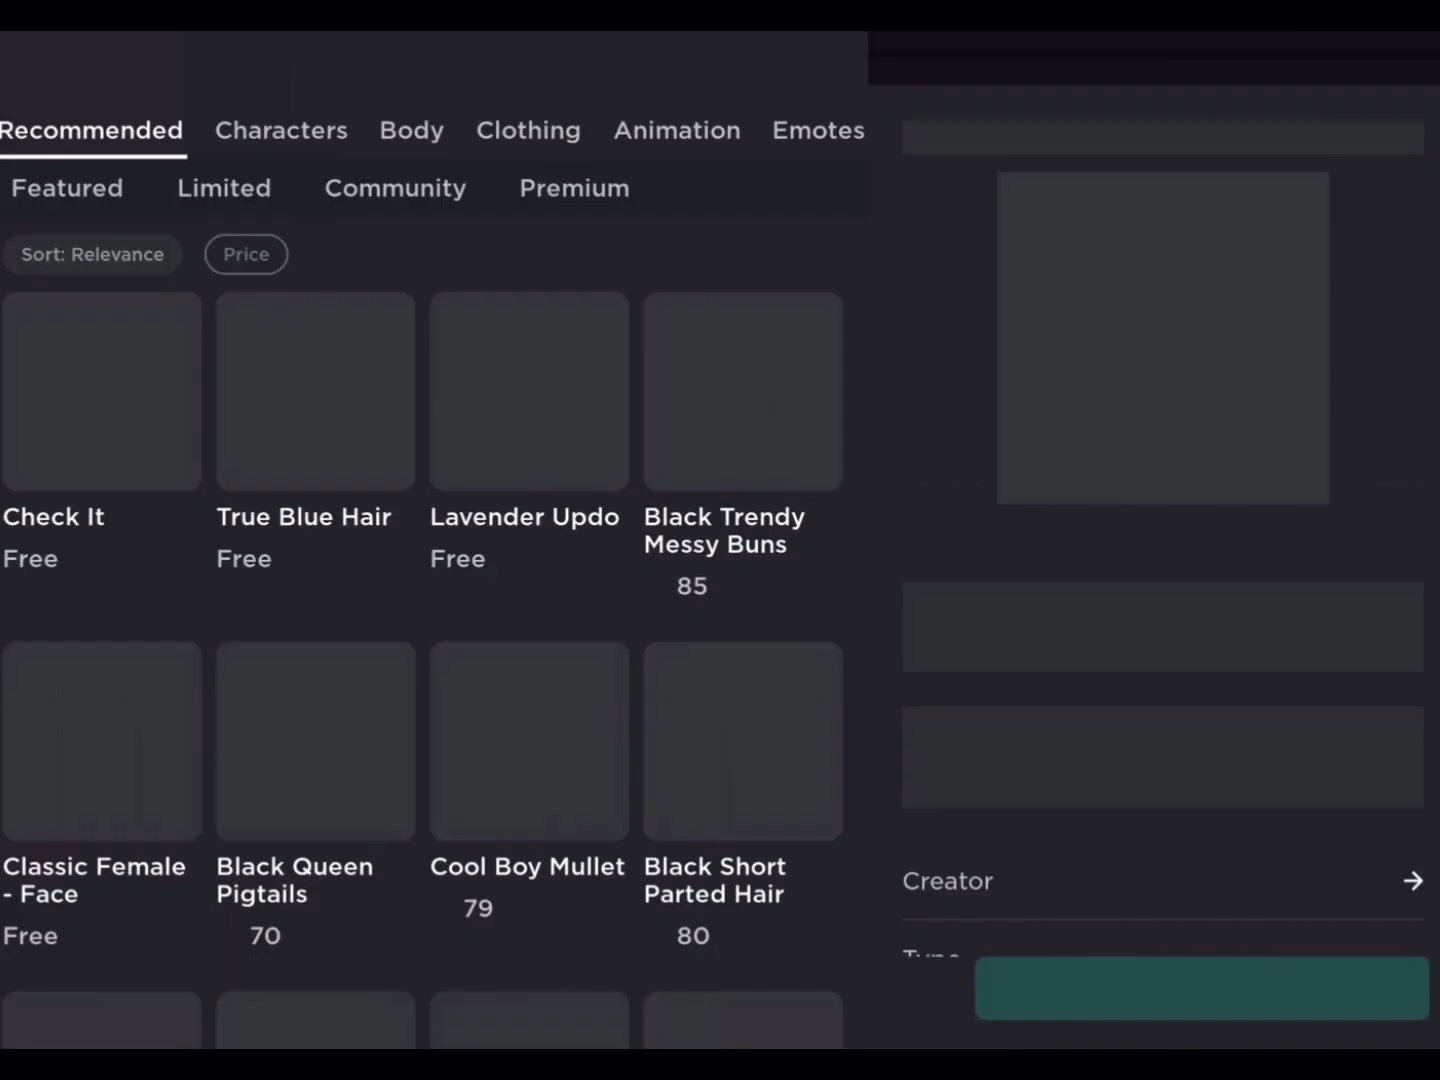 Recommended Characters Body Clothing Animation Emotes
Featured Limited Community Premium
Sort: Relevance Price
Check It
Free
True Blue Hair
Free
Lavender Updo
Free
Black Trendy
Messy Buns
85
Classic Female
- Face
Free
Black Queen
Pigtails
70
Cool Boy Mullet
79
Black Short
Parted Hair
80
Creator